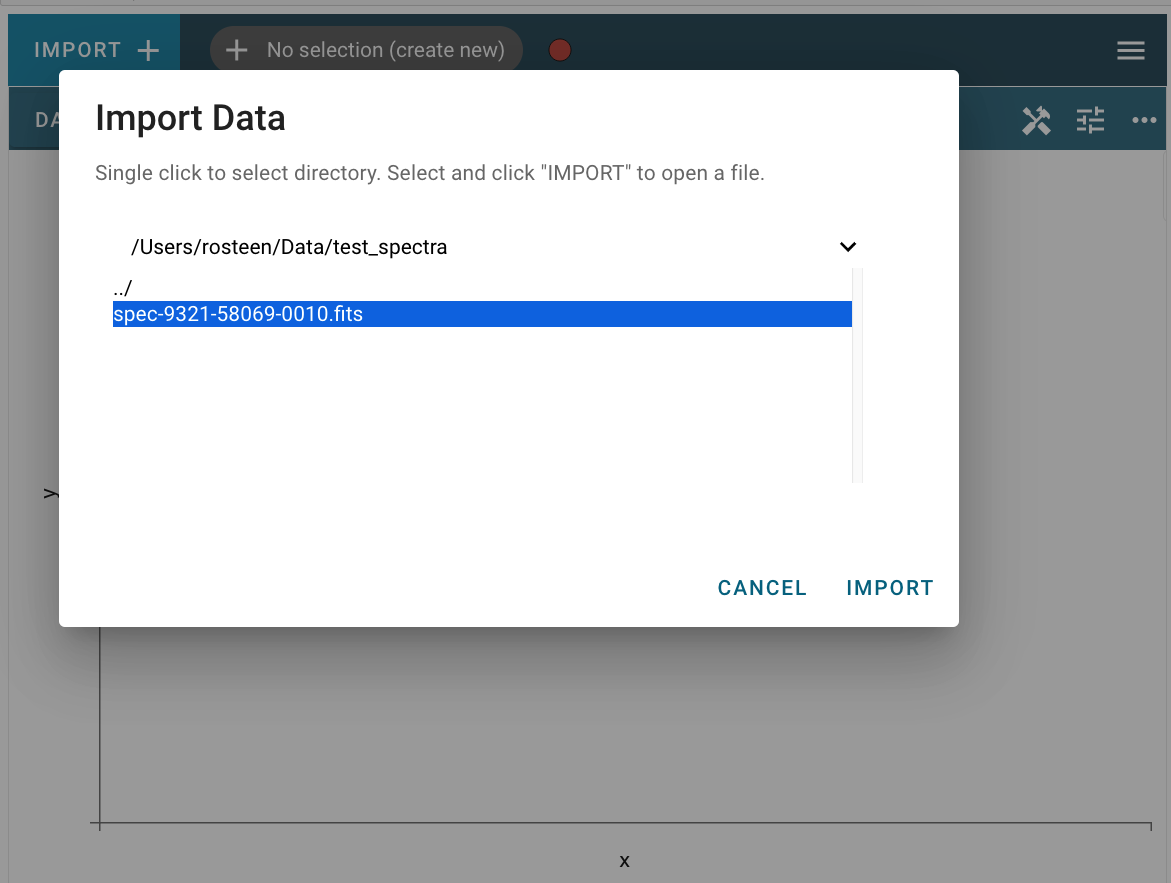 IMPORT
No selection (create new)
DA
Import Data
Single click to select directory. Select and click "IMPORT" to open a file.
/Users/rosteen/Data/test_spectra
../
spec-9321-58069-0010.fits
y
CANCEL IMPORT
x